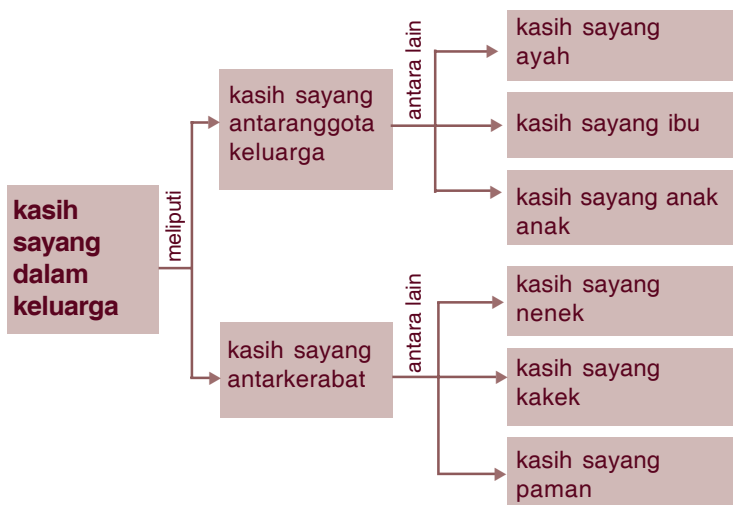 kasih sayang
dalam
keluarga
meliputi
kasih sayang
antaranggota
keluarga
antara lain
kasih sayang
ayah
kasih sayang ibu
kasih sayang anak
anak
kasih sayang
antarkerabat
antara lain
kasih sayang
nenek
kasih sayang
kakek
kasih sayang
paman